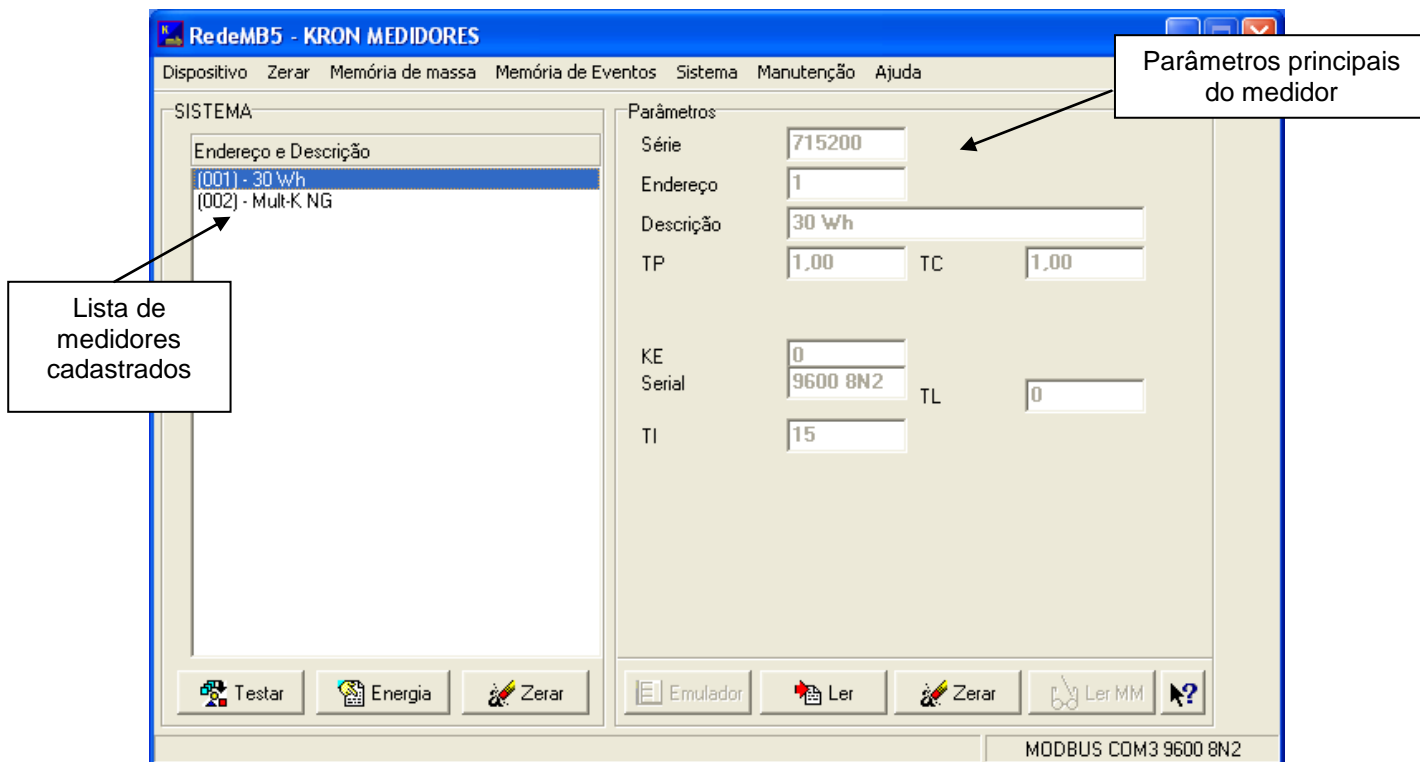 RedeMB5 - KRON MEDIDORES
Dispositivo Zerar Memória de massa Memória de Eventos Sistema Manutenção Ajuda
Parâmetros principais
do medidor
SISTEMA
Endereço e Descrição
(001) - 30 Wh
(002) - Mult-K NG
Lista de
medidores
cadastrados
Parâmetros
Série 715200
Endereço 1
Descrição 30 Wh
TP 1,00 TC 1,00
KE 0
Serial 9600 8N2
TL 0
TI 15
Testar Energia Zerar
Emulador Ler Zerar Ler MM ?
MODBUS COM3 9600 8N2